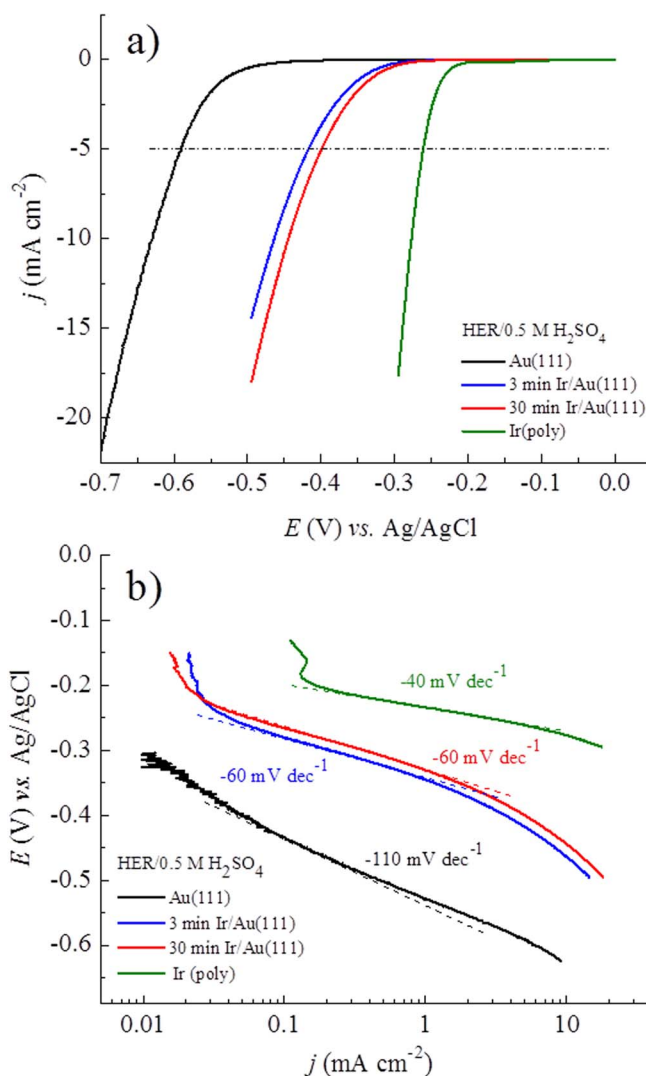 a)
0
-5
-10
-15
-20
j (mA cm⁻²)
HER/0.5 M H₂SO₄
Au(111)
3 min Ir/Au(111)
30 min Ir/Au(111)
Ir(poly)
-0.7 -0.6 -0.5 -0.4 -0.3 -0.2 -0.1 0.0
E (V) vs. Ag/AgCl
b)
0.0
-0.1
-0.2
-0.3
-0.4
-0.5
-0.6
E (V) vs. Ag/AgCl
-40 mV dec⁻¹
-60 mV dec⁻¹
-60 mV dec⁻¹
-110 mV dec⁻¹
HER/0.5 M H₂SO₄
Au(111)
3 min Ir/Au(111)
30 min Ir/Au(111)
Ir (poly)
0.01 0.1 1 10
j (mA cm⁻²)